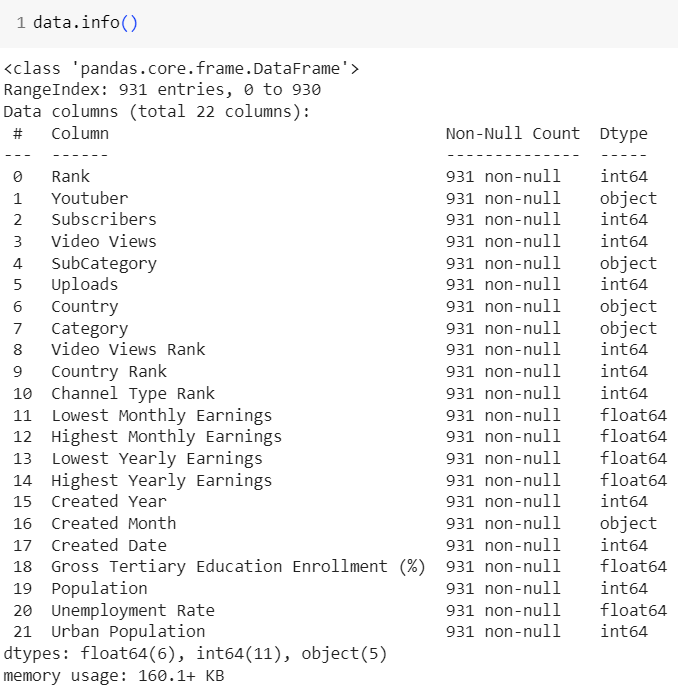 1 data.info()
<class 'pandas.core.frame.DataFrame'>
RangeIndex: 931 entries, 0 to 930
Data columns (total 22 columns):
 #   Column                                   Non-Null Count  Dtype
---  ------                                   --------------  -----
 0   Rank                                     931 non-null    int64
 1   Youtuber                                 931 non-null    object
 2   Subscribers                              931 non-null    int64
 3   Video Views                              931 non-null    int64
 4   SubCategory                              931 non-null    object
 5   Uploads                                  931 non-null    int64
 6   Country                                  931 non-null    object
 7   Category                                 931 non-null    object
 8   Video Views Rank                         931 non-null    int64
 9   Country Rank                             931 non-null    int64
 10  Channel Type Rank                        931 non-null    int64
 11  Lowest Monthly Earnings                  931 non-null    float64
 12  Highest Monthly Earnings                 931 non-null    float64
 13  Lowest Yearly Earnings                   931 non-null    float64
 14  Highest Yearly Earnings                  931 non-null    float64
 15  Created Year                             931 non-null    int64
 16  Created Month                            931 non-null    object
 17  Created Date                             931 non-null    int64
 18  Gross Tertiary Education Enrollment (%)  931 non-null    float64
 19  Population                               931 non-null    int64
 20  Unemployment Rate                        931 non-null    float64
 21  Urban Population                         931 non-null    int64
dtypes: float64(6), int64(11), object(5)
memory usage: 160.1+ KB